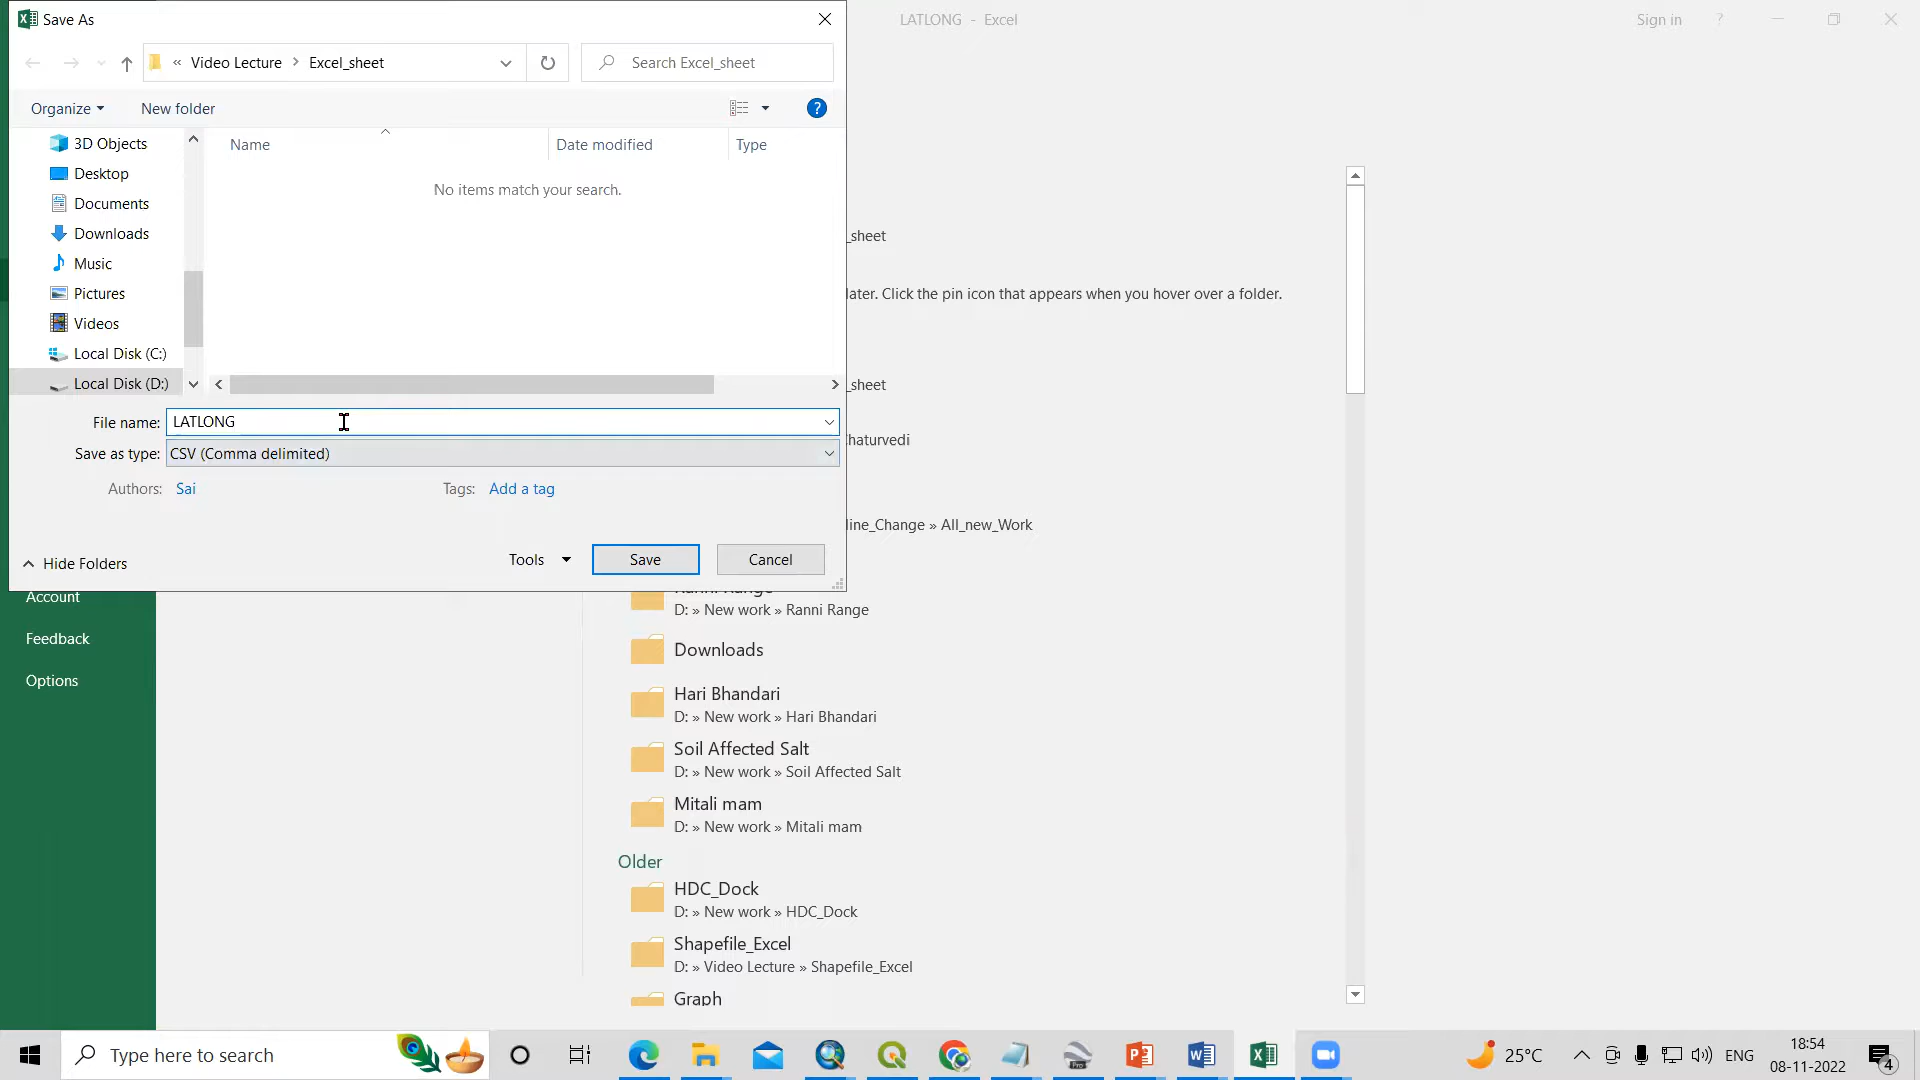 Save As
LATLONG - Excel
Sign in
?
« Video Lecture > Excel_sheet
Search Excel_sheet
Organize
New folder
?
3D Objects
Desktop
Documents
Downloads
Music
Pictures
Videos
Local Disk (C:)
Local Disk (D:)
Name
Date modified
Type
No items match your search.
File name: LATLONG
Save as type: CSV (Comma delimited)
Authors: Sai
Tags: Add a tag
Hide Folders
Tools
Save
Cancel
_sheet
later. Click the pin icon that appears when you hover over a folder.
_sheet
haturvedi
line_Change » All_new_Work
Account
Feedback
Options
Ranni Range
D: » New work » Ranni Range
Downloads
Hari Bhandari
D: » New work » Hari Bhandari
Soil Affected Salt
D: » New work » Soil Affected Salt
Mitali mam
D: » New work » Mitali mam
Older
HDC_Dock
D: » New work » HDC_Dock
Shapefile_Excel
D: » Video Lecture » Shapefile_Excel
Graph
Type here to search
25°C
ENG
18:54
08-11-2022
4